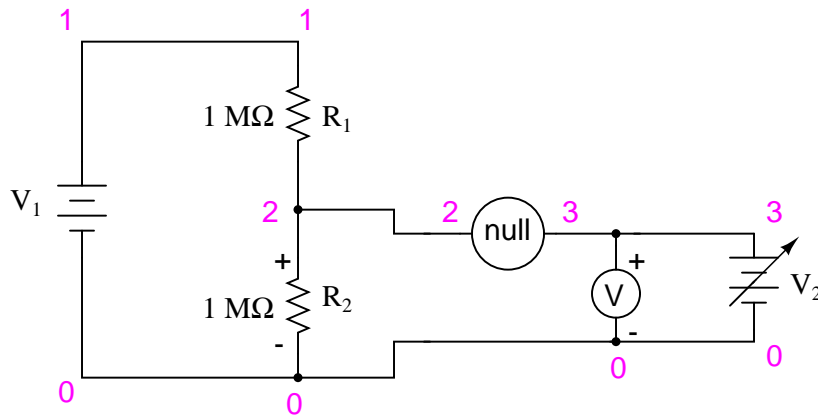 1 1
1 MΩ R1
V1
2 2 null 3 3
+ +
1 MΩ R2 V V2
- -
0 0 0 0